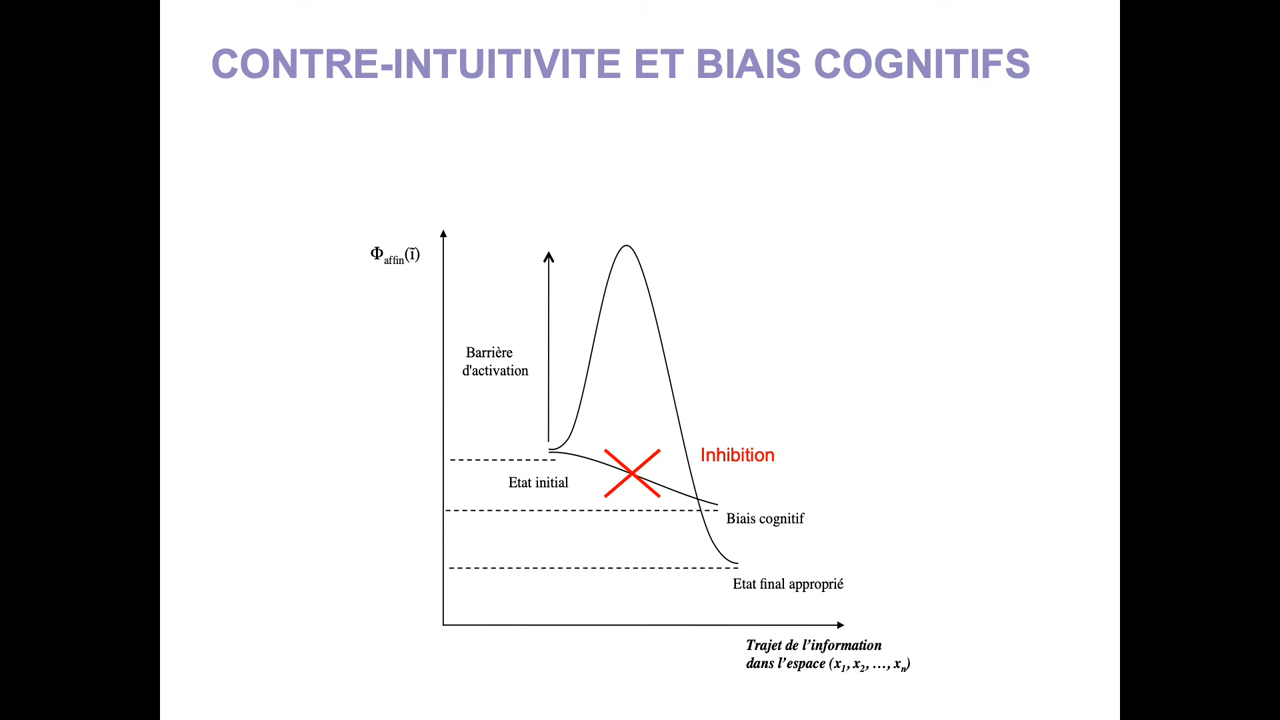 CONTRE-INTUITIVITE ET BIAIS COGNITIFS
Φaffin(ĩ)
Barrière
d'activation
Inhibition
Etat initial
Biais cognitif
Etat final approprié
Trajet de l’information
dans l’espace (x1, x2, …, xn)